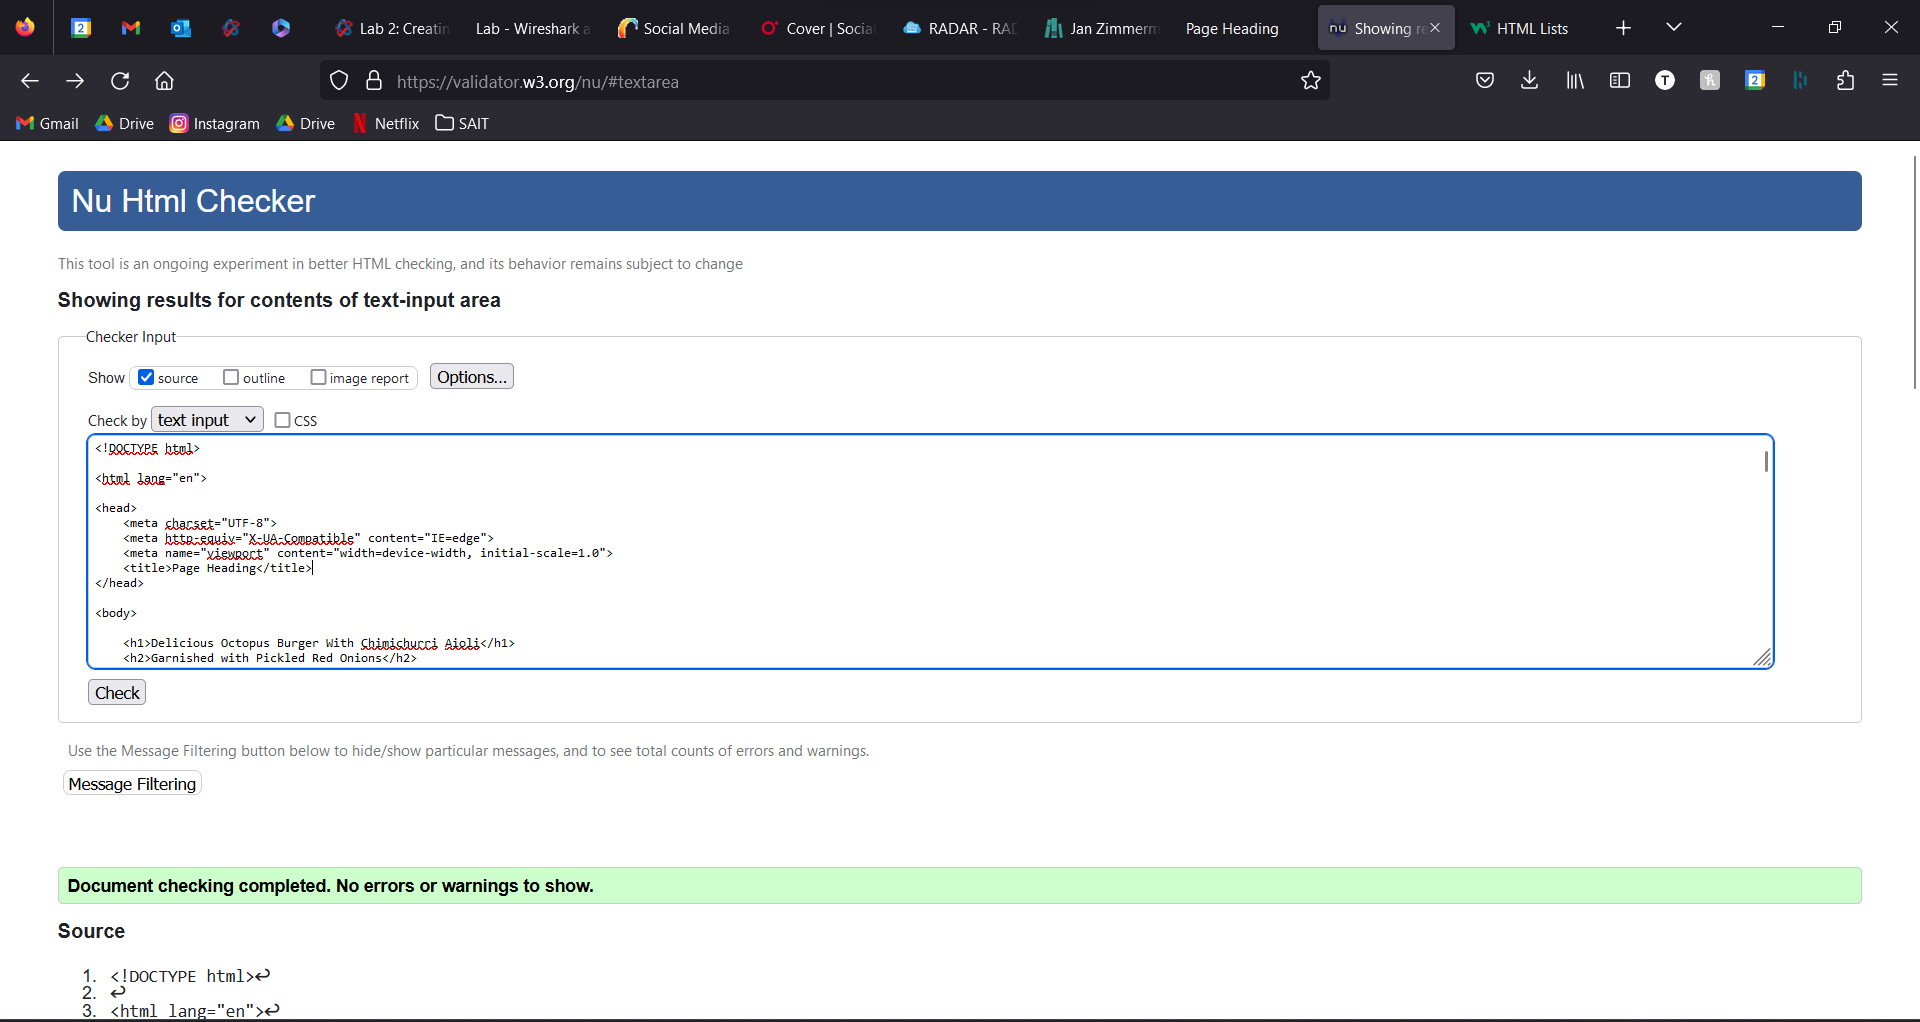 2
Lab 2: Creatin
Lab - Wireshark a
Social Media
Cover | Social
RADAR - RAD
Jan Zimmerm
Page Heading
nu
Showing re
HTML Lists
https://validator.w3.org/nu/#textarea
T
2
Gmail
Drive
Instagram
Drive
Netflix
SAIT
Nu Html Checker
This tool is an ongoing experiment in better HTML checking, and its behavior remains subject to change
Showing results for contents of text-input area
Checker Input
Show source outline image report Options...
Check by text input CSS
<!DOCTYPE html>
<html lang="en">
<head>
<meta charset="UTF-8">
<meta http-equiv="X-UA-Compatible" content="IE=edge">
<meta name="viewport" content="width=device-width, initial-scale=1.0">
<title>Page Heading</title>
</head>
<body>
<h1>Delicious Octopus Burger With Chimichurri Aioli</h1>
<h2>Garnished with Pickled Red Onions</h2>
Check
Use the Message Filtering button below to hide/show particular messages, and to see total counts of errors and warnings.
Message Filtering
Document checking completed. No errors or warnings to show.
Source
1. <!DOCTYPE html>↩
2. ↩
3. <html lang="en">↩